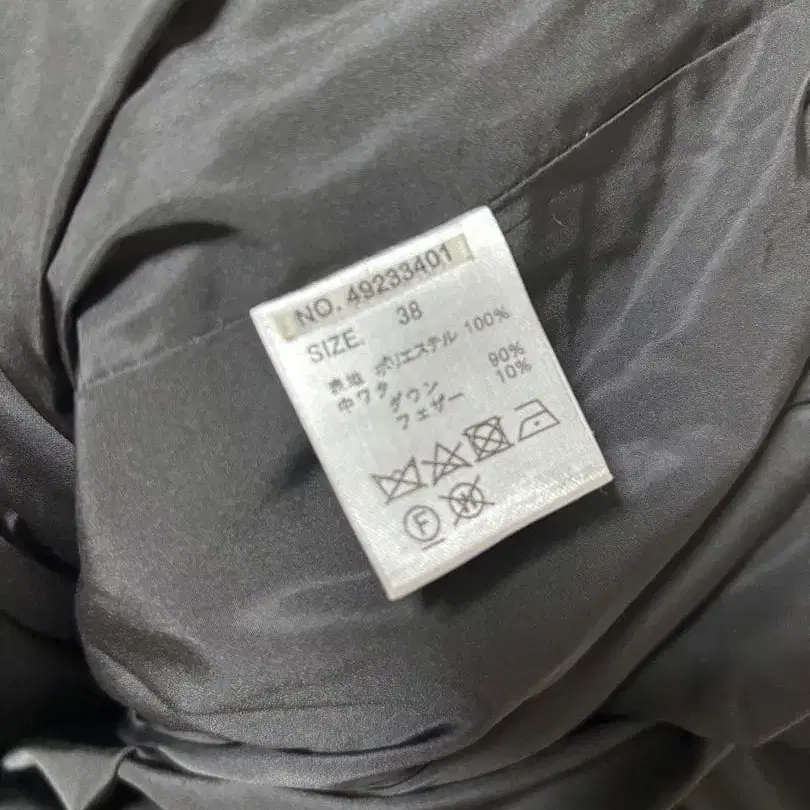 NO. 49233401
SIZE. 38
表地 ポリエステル 100%
中ワタ ダウン 90%
フェザー 10%
F W